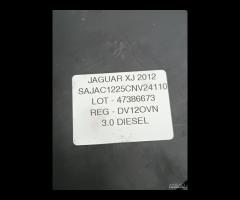 JAGUAR XJ 2012
SAJAC1225CNV24110
LOT - 47386673
REG - DV12OVN
3.0 DIESEL